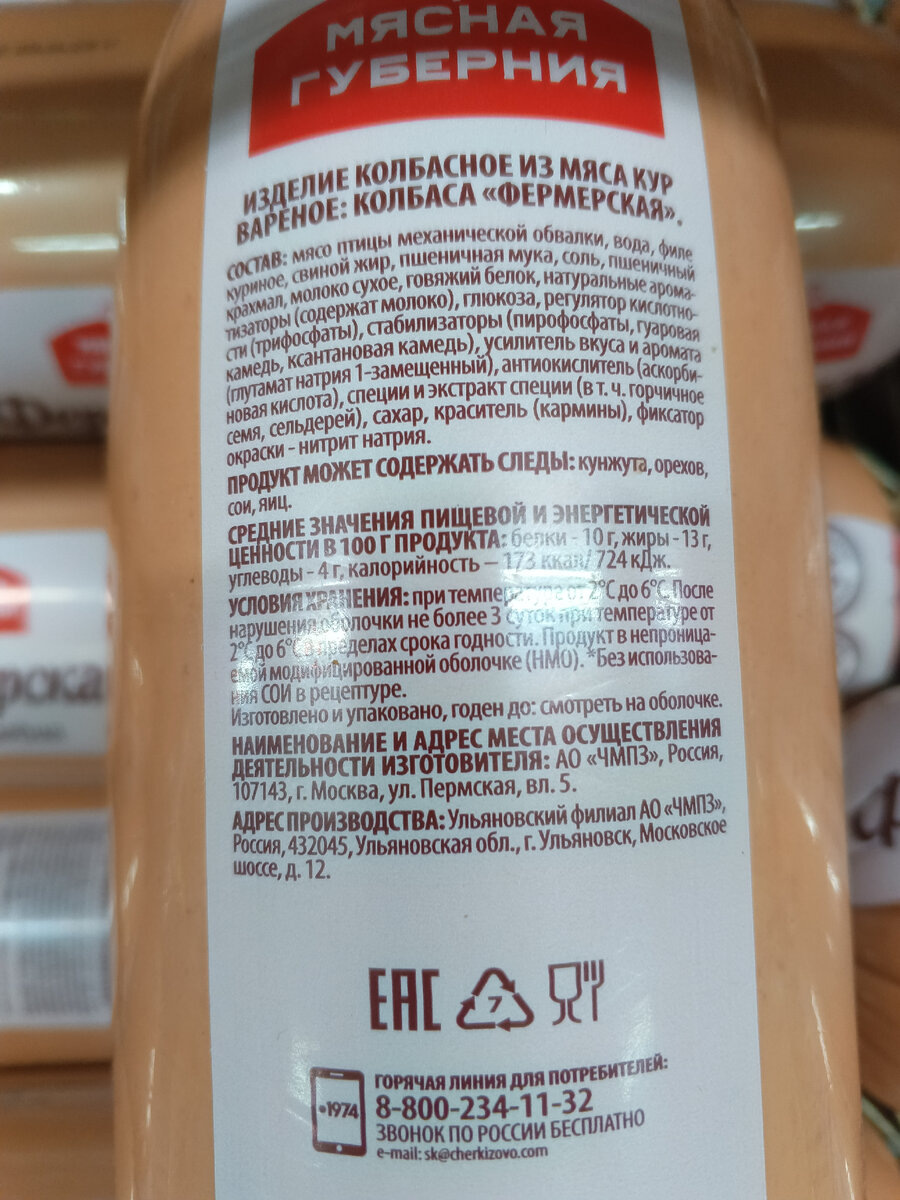 МЯСНАЯ
ГУБЕРНИЯ
ИЗДЕЛИЕ КОЛБАСНОЕ ИЗ МЯСА КУР
ВАРЕНОЕ: КОЛБАСА «ФЕРМЕРСКАЯ».
СОСТАВ: мясо птицы механической обвалки, вода, филе
куриное, свиной жир, пшеничная мука, соль, пшеничный
крахмал, молоко сухое, говяжий белок, натуральные арома-
тизаторы (содержат молоко), глюкоза, регулятор кислотно-
сти (трифосфаты), стабилизаторы (пирофосфаты, гуаровая
камедь, ксантановая камедь), усилитель вкуса и аромата
(глутамат натрия 1-замещенный), антиокислитель (аскорби-
новая кислота), специи и экстракт специи (в т. ч. горчичное
семя, сельдерей), сахар, краситель (кармины), фиксатор
окраски - нитрит натрия.
ПРОДУКТ МОЖЕТ СОДЕРЖАТЬ СЛЕДЫ: кунжута, орехов,
сои, яиц.
СРЕДНИЕ ЗНАЧЕНИЯ ПИЩЕВОЙ И ЭНЕРГЕТИЧЕСКОЙ
ЦЕННОСТИ В 100 Г ПРОДУКТА: белки - 10 г, жиры - 13 г,
углеводы - 4 г, калорийность – 173 ккал/ 724 кДж.
УСЛОВИЯ ХРАНЕНИЯ: при температуре от 2°С до 6°С. После
нарушения оболочки не более 3 суток при температуре от
2°С до 6°С в пределах срока годности. Продукт в непроница-
емой модифицированной оболочке (НМО). *Без использова-
ния СОИ в рецептуре.
Изготовлено и упаковано, годен до: смотреть на оболочке.
НАИМЕНОВАНИЕ И АДРЕС МЕСТА ОСУЩЕСТВЛЕНИЯ
ДЕЯТЕЛЬНОСТИ ИЗГОТОВИТЕЛЯ: АО «ЧМПЗ», Россия,
107143, г. Москва, ул. Пермская, вл. 5.
АДРЕС ПРОИЗВОДСТВА: Ульяновский филиал АО «ЧМПЗ»,
Россия, 432045, Ульяновская обл., г. Ульяновск, Московское
шоссе, д. 12.
EAC 7
ГОРЯЧАЯ ЛИНИЯ ДЛЯ ПОТРЕБИТЕЛЕЙ:
•1974 8-800-234-11-32
ЗВОНОК ПО РОССИИ БЕСПЛАТНО
e-mail: sk@cherkizovo.com